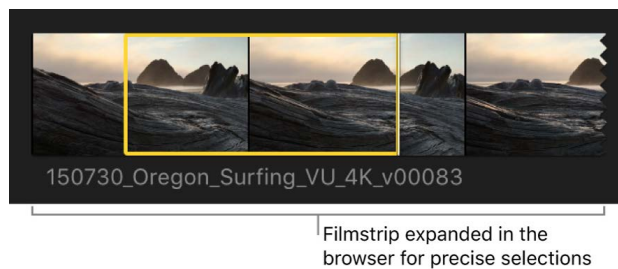 150730_Oregon_Surfing_VU_4K_v00083
Filmstrip expanded in the
browser for precise selections